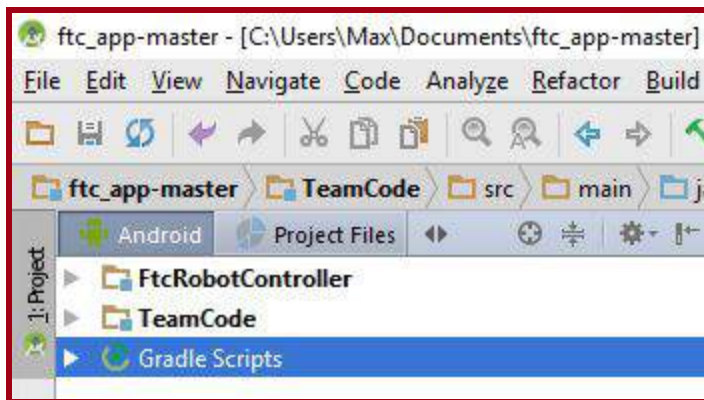 ftc_app-master - [C:\Users\Max\Documents\ftc_app-master]
File Edit View Navigate Code Analyze Refactor Build
ftc_app-master TeamCode src main
Android Project Files
1: Project
FtcRobotController
TeamCode
Gradle Scripts